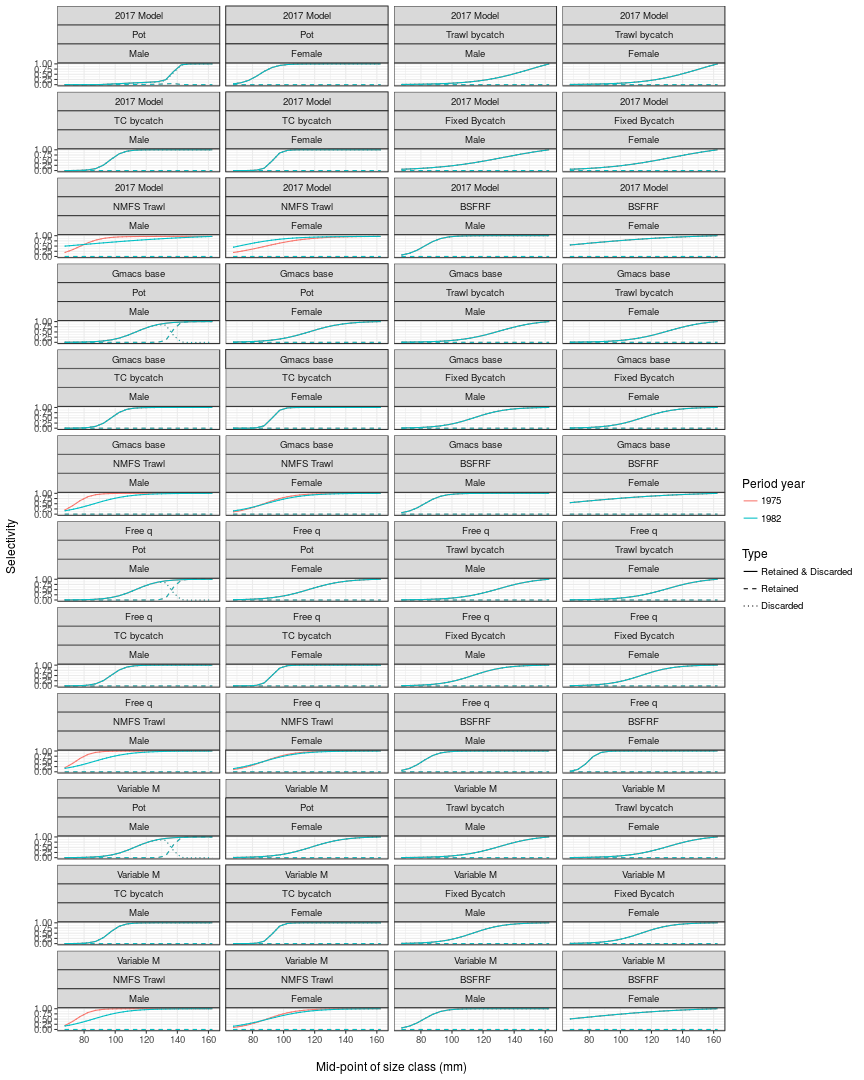 2017 Model 2017 Model 2017 Model 2017 Model
Pot Pot Trawl bycatch Trawl bycatch
Male Female Male Female
1.00
0.75
0.50
0.25
0.00
2017 Model 2017 Model 2017 Model 2017 Model
TC bycatch TC bycatch Fixed Bycatch Fixed Bycatch
Male Female Male Female
1.00
0.75
0.50
0.25
0.00
2017 Model 2017 Model 2017 Model 2017 Model
NMFS Trawl NMFS Trawl BSFRF BSFRF
Male Female Male Female
1.00
0.75
0.50
0.25
0.00
Gmacs base Gmacs base Gmacs base Gmacs base
Pot Pot Trawl bycatch Trawl bycatch
Male Female Male Female
1.00
0.75
0.50
0.25
0.00
Gmacs base Gmacs base Gmacs base Gmacs base
TC bycatch TC bycatch Fixed Bycatch Fixed Bycatch
Male Female Male Female
1.00
0.75
0.50
0.25
0.00
Gmacs base Gmacs base Gmacs base Gmacs base
NMFS Trawl NMFS Trawl BSFRF BSFRF
Male Female Male Female
1.00
0.75
0.50
0.25
0.00
Free q Free q Free q Free q
Pot Pot Trawl bycatch Trawl bycatch
Male Female Male Female
1.00
0.75
0.50
0.25
0.00
Free q Free q Free q Free q
TC bycatch TC bycatch Fixed Bycatch Fixed Bycatch
Male Female Male Female
1.00
0.75
0.50
0.25
0.00
Free q Free q Free q Free q
NMFS Trawl NMFS Trawl BSFRF BSFRF
Male Female Male Female
1.00
0.75
0.50
0.25
0.00
Variable M Variable M Variable M Variable M
Pot Pot Trawl bycatch Trawl bycatch
Male Female Male Female
1.00
0.75
0.50
0.25
0.00
Variable M Variable M Variable M Variable M
TC bycatch TC bycatch Fixed Bycatch Fixed Bycatch
Male Female Male Female
1.00
0.75
0.50
0.25
0.00
Variable M Variable M Variable M Variable M
NMFS Trawl NMFS Trawl BSFRF BSFRF
Male Female Male Female
1.00
0.75
0.50
0.25
0.00
80 100 120 140 160 80 100 120 140 160 80 100 120 140 160 80 100 120 140 160
Mid-point of size class (mm)
Selectivity
Period year
1975
1982
Type
Retained & Discarded
Retained
Discarded